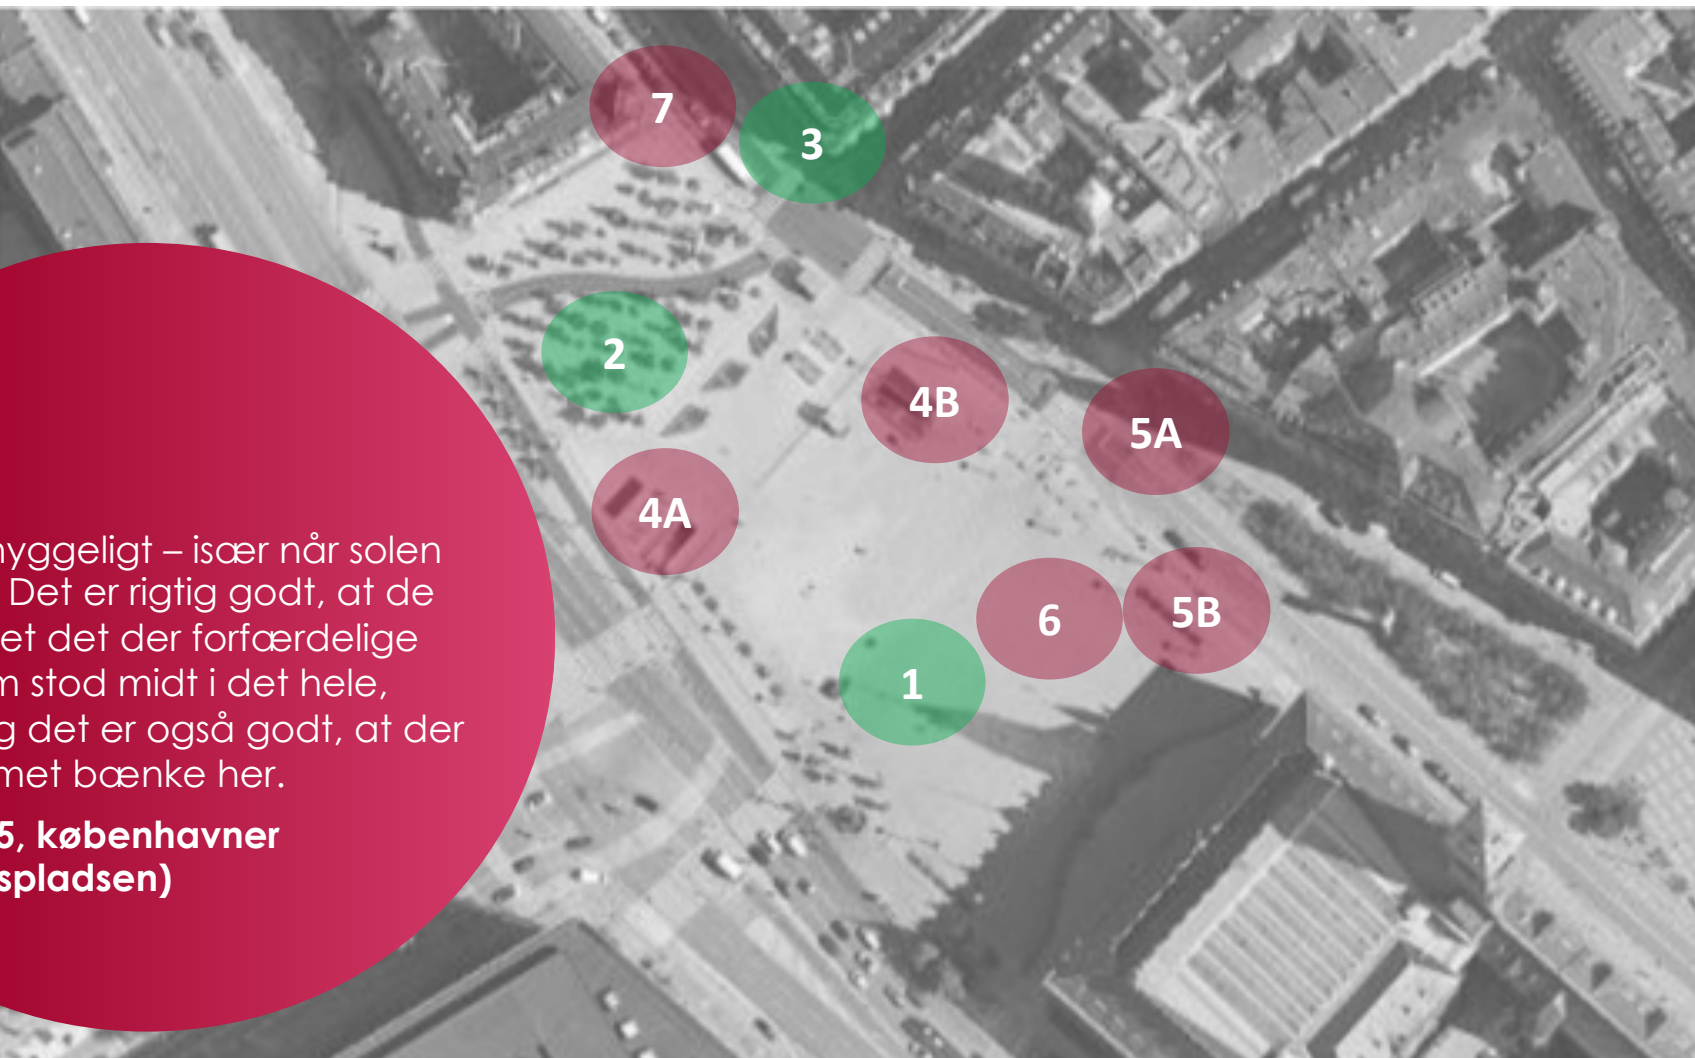 7
3
2
4B
5A
4A
6
5B
1
hyggeligt – især når solen
Det er rigtig godt, at de
et det der forfærdelige
m stod midt i det hele,
g det er også godt, at der
met bænke her.
5, københavner
spladsen)